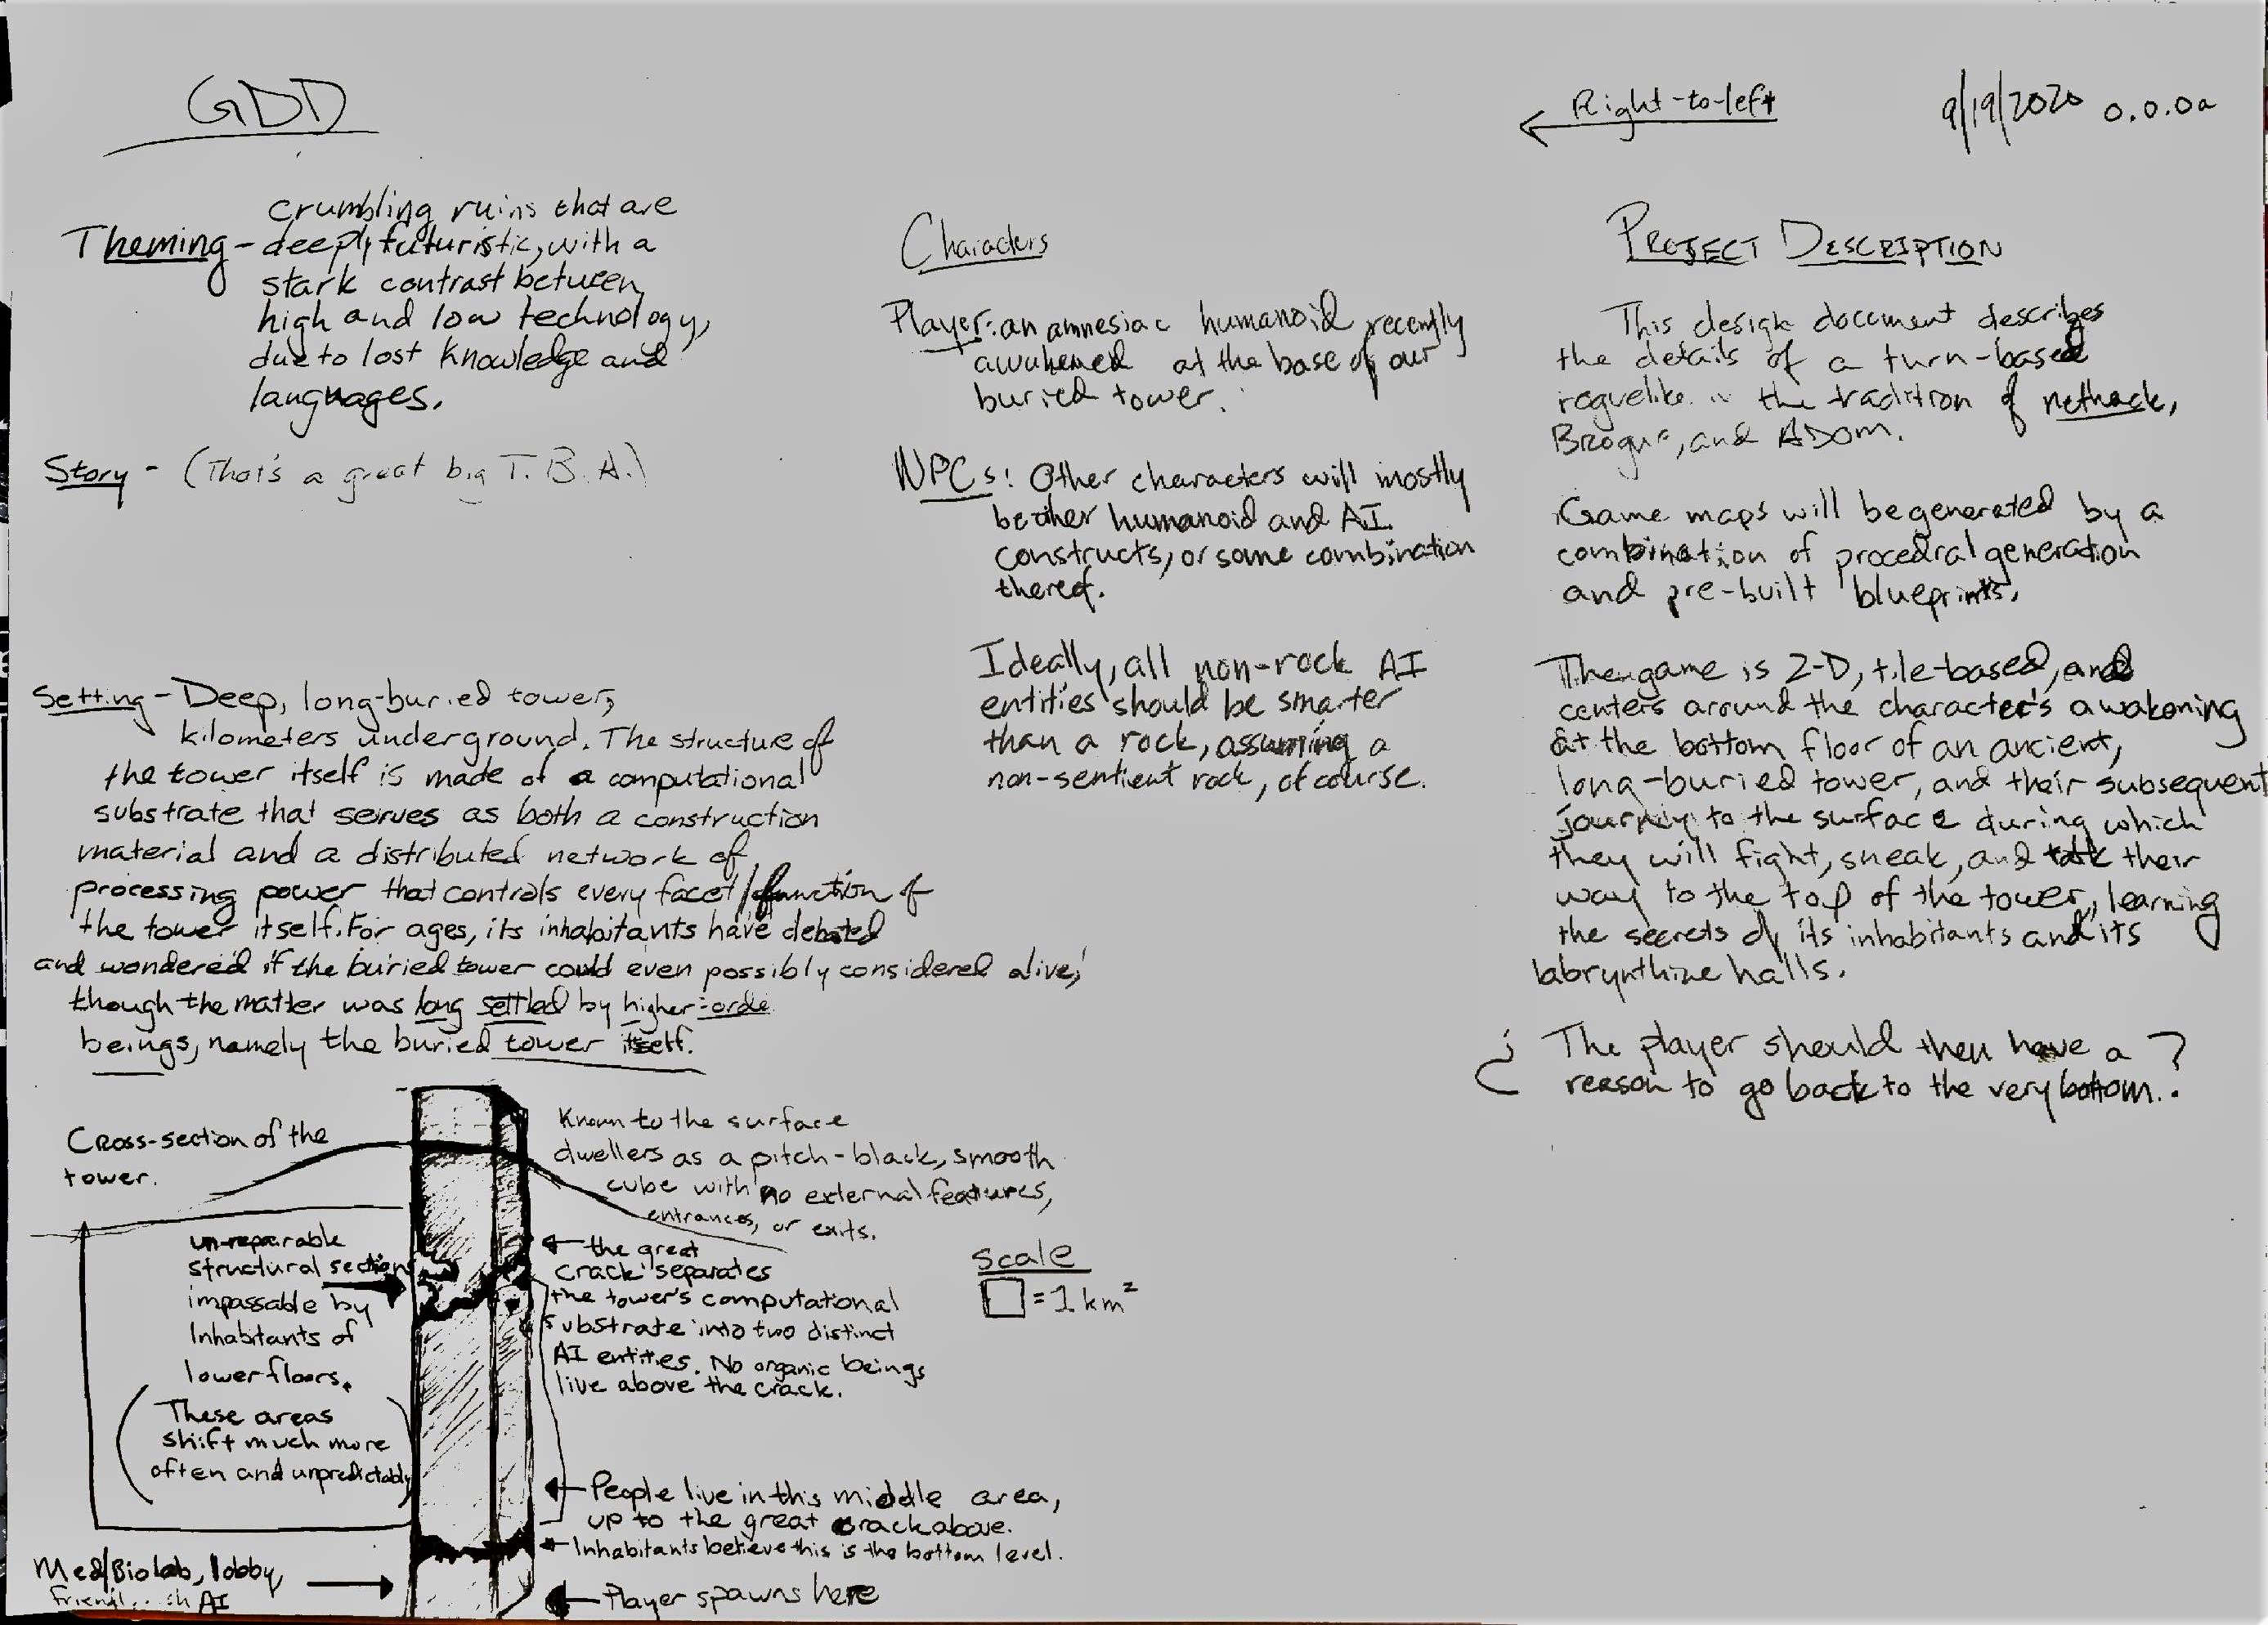 GDD
← Right-to-left
9/19/2020 0.0.0a
PROJECT DESCRIPTION
This design document describes
the details of a turn-based
roguelike in the tradition of nethack,
Brogue, and ADOM.
Game maps will be generated by a
combination of procedral generation
and pre-built blueprints.
The game is 2-D, tile-based, and
centers around the character's awakening
at the bottom floor of an ancient,
long-buried tower, and their subsequent
journey to the surface during which
they will fight, sneak, and talk their
way to the top of the tower, learning
the secrets of its inhabitants and its
labrynthine halls.
¿ The player should then have a ?
reason to go back to the very bottom..
Characters
Player: an amnesiac humanoid recently
awakened at the base of our
buried tower.
NPCs: Other characters will mostly
be other humanoid and AI
constructs, or some combination
thereof.
Ideally, all non-rock AI
entities should be smarter
than a rock, assuming a
non-sentient rock, of course.
Theming - crumbling ruins that are
deeply futuristic, with a
stark contrast between
high and low technology,
due to lost knowledge and
languages.
Story - (That's a great big T.B.A.)
Setting - Deep, long-buried tower,
kilometers underground. The structure of
the tower itself is made of a computational
substrate that serves as both a construction
material and a distributed network of
processing power that controls every facet/function of
the tower itself. For ages, its inhabitants have debated
and wondered if the buried tower could even possibly considered alive,
though the matter was long settled by higher-orde
beings, namely the buried tower itself.
Cross-section of the
tower.
Known to the surface
dwellers as a pitch-black, smooth
cube with no external features,
entrances, or exits.
un-repairable
structural sections
impassable by
Inhabitants of
lower floors.
(These areas
shift much more
often and unpredictably)
← the great
crack separates
the tower's computational
substrate into two distinct
AI entities. No organic beings
live above the crack.
scale
□ = 1 km²
← People live in this middle area,
up to the great crack above.
← Inhabitants believe this is the bottom level.
Med/Biolab, lobby, →
AI
← Player spawns here